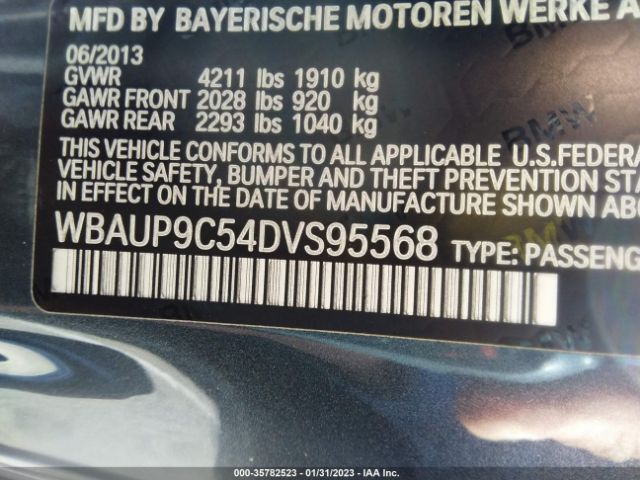 MFD BY BAYERISCHE MOTOREN WERKE A
06/2013
GVWR 4211 lbs 1910 kg
GAWR FRONT 2028 lbs 920 kg
GAWR REAR 2293 lbs 1040 kg
THIS VEHICLE CONFORMS TO ALL APPLICABLE U.S.FEDERA
VEHICLE SAFETY, BUMPER AND THEFT PREVENTION STA
IN EFFECT ON THE DATE OF MANUFACTURE SHOWN ABO
WBAUP9C54DVS95568 TYPE: PASSENG
000-35782523 - 01/31/2023 - IAA Inc.